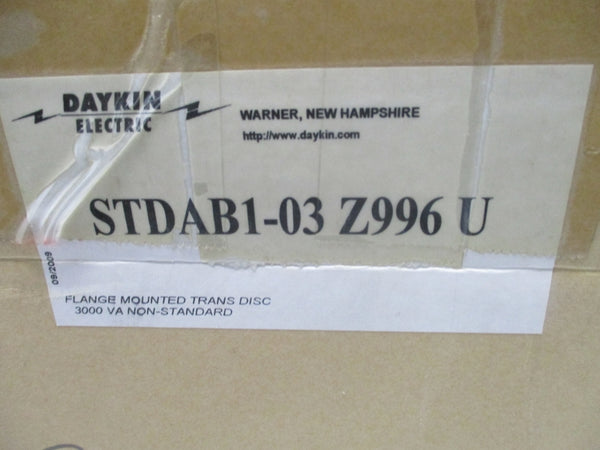 DAYKIN
ELECTRIC
WARNER, NEW HAMPSHIRE
http://www.daykin.com
STDAB1-03 Z996 U
09/2009
FLANGE MOUNTED TRANS DISC
3000 VA NON-STANDARD